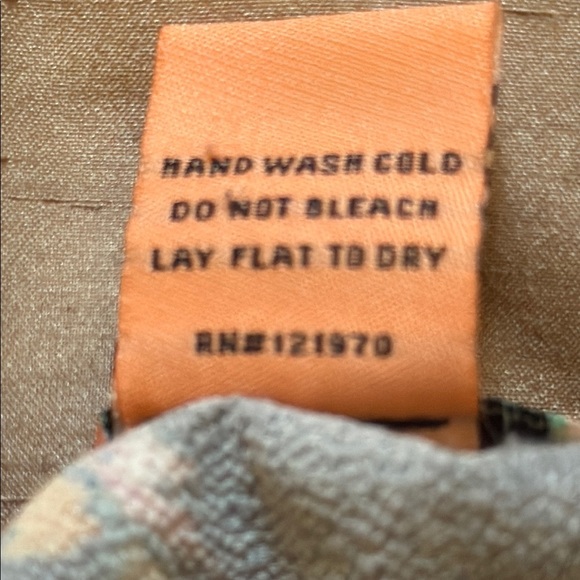 HAND WASH COLD
DO NOT BLEACH
LAY FLAT TO DRY
RN#121970